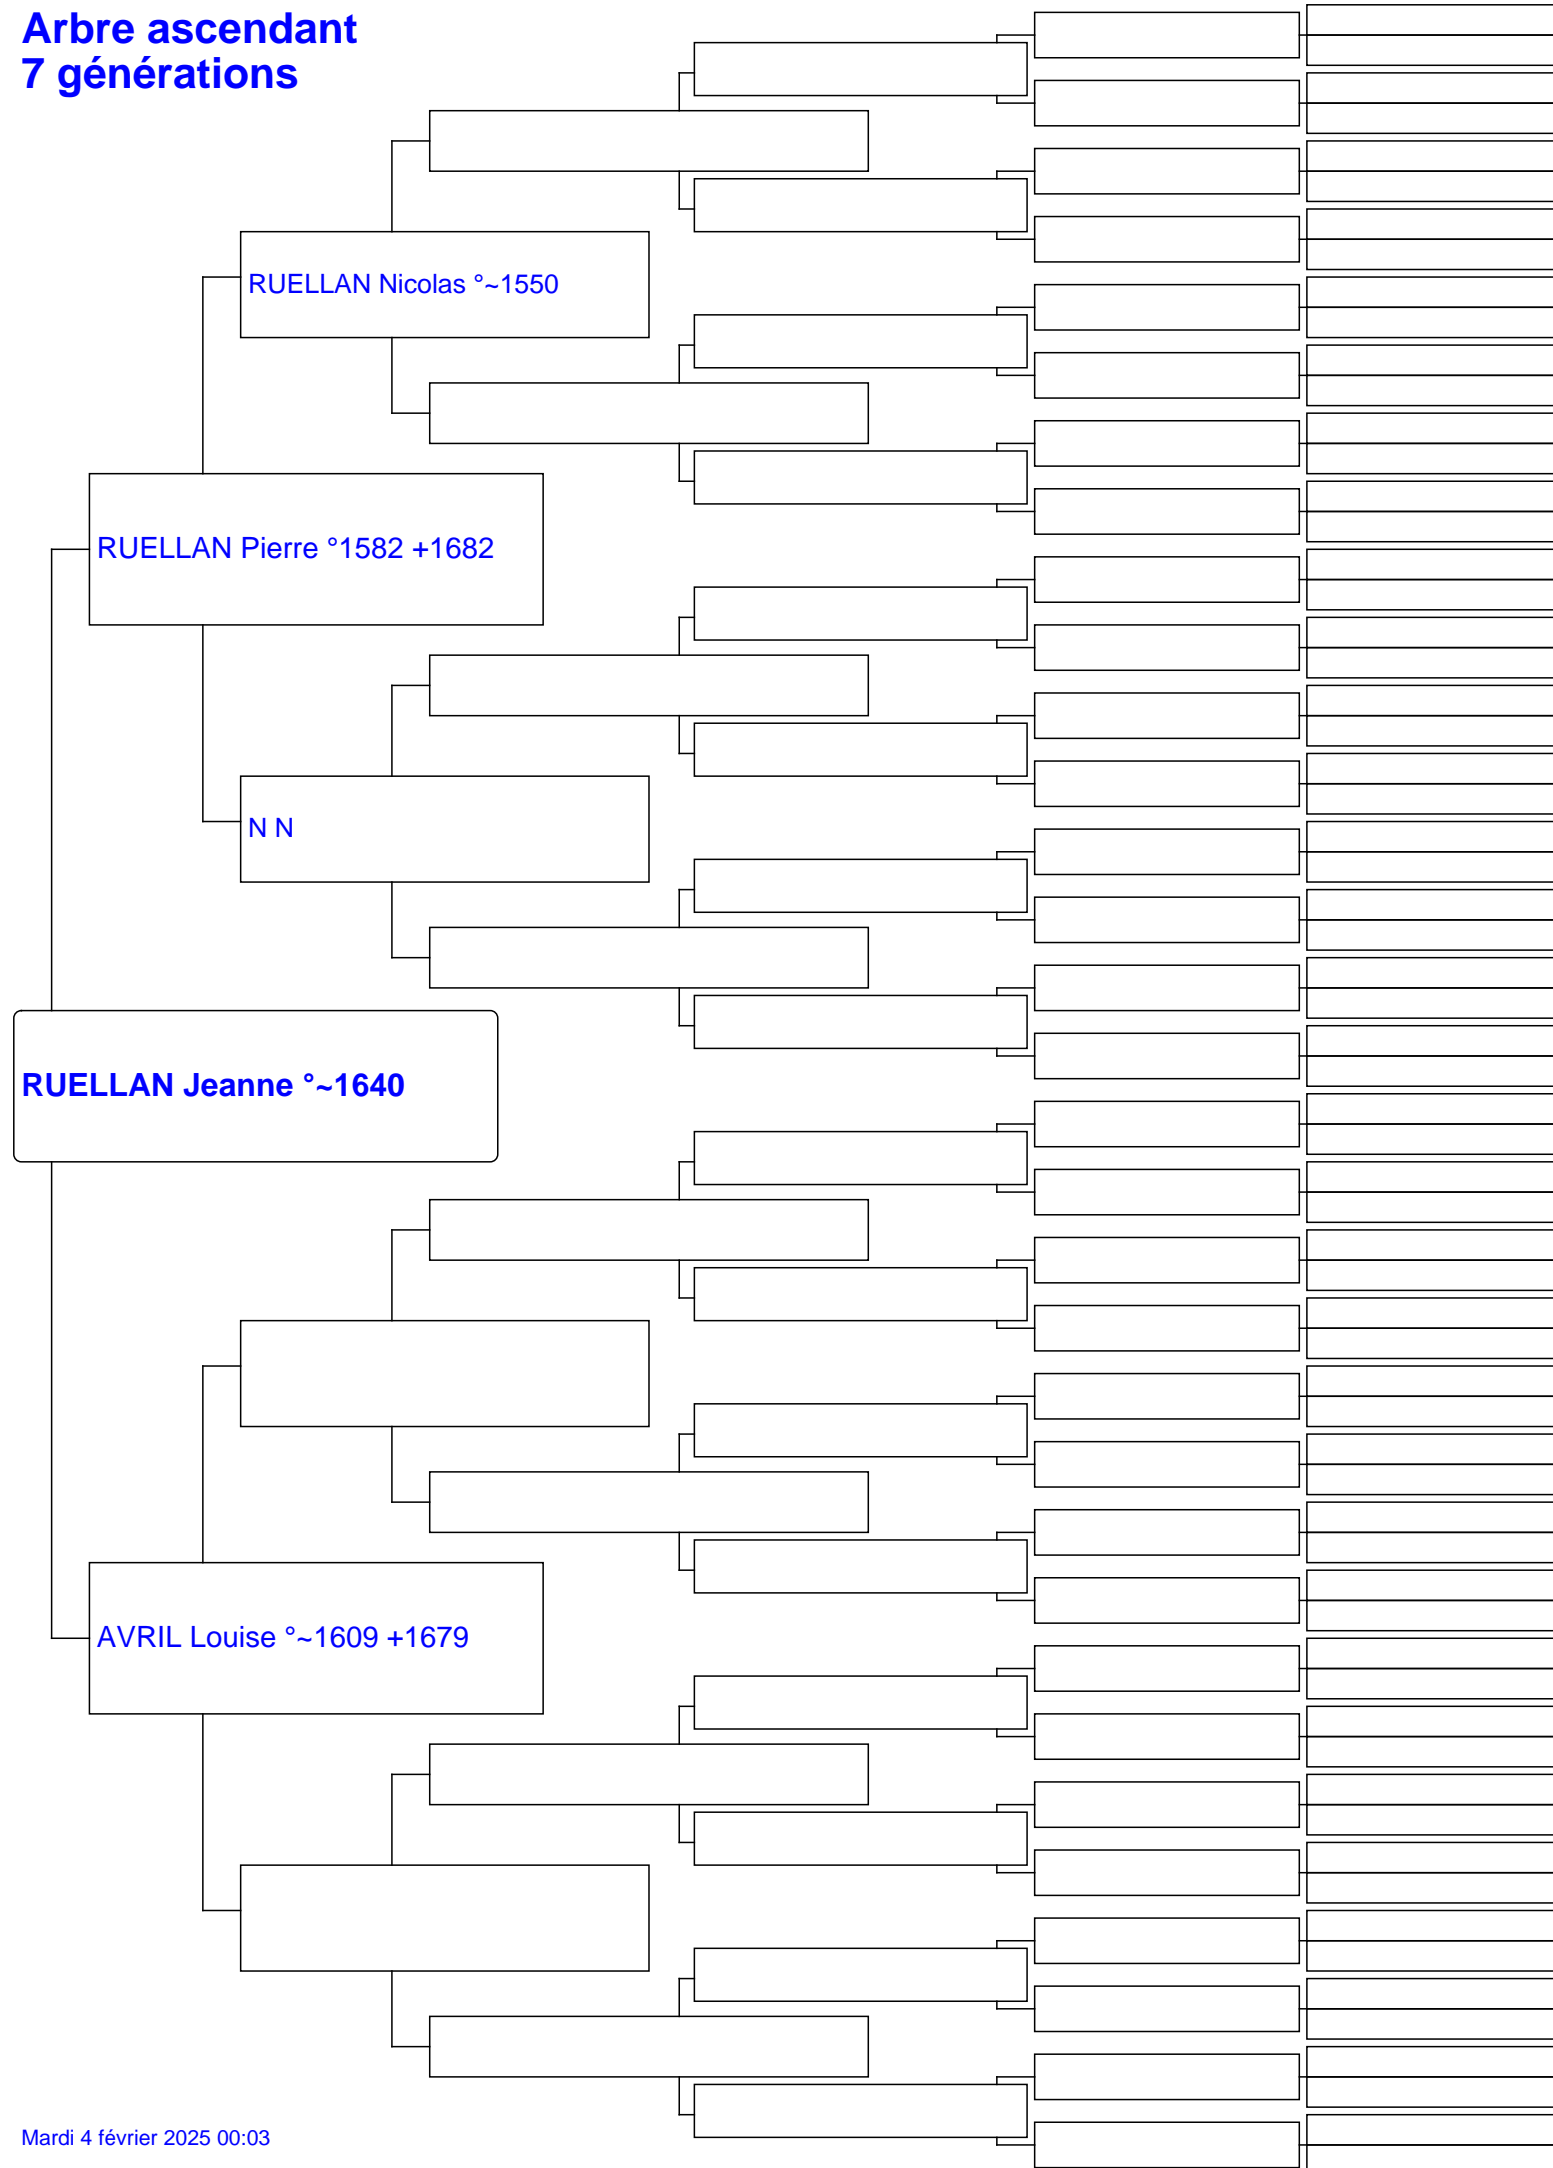 Arbre ascendant
7 générations
RUELLAN Nicolas °~1550
RUELLAN Pierre °1582 +1682
N N
RUELLAN Jeanne °~1640
AVRIL Louise °~1609 +1679
Mardi 4 février 2025 00:03